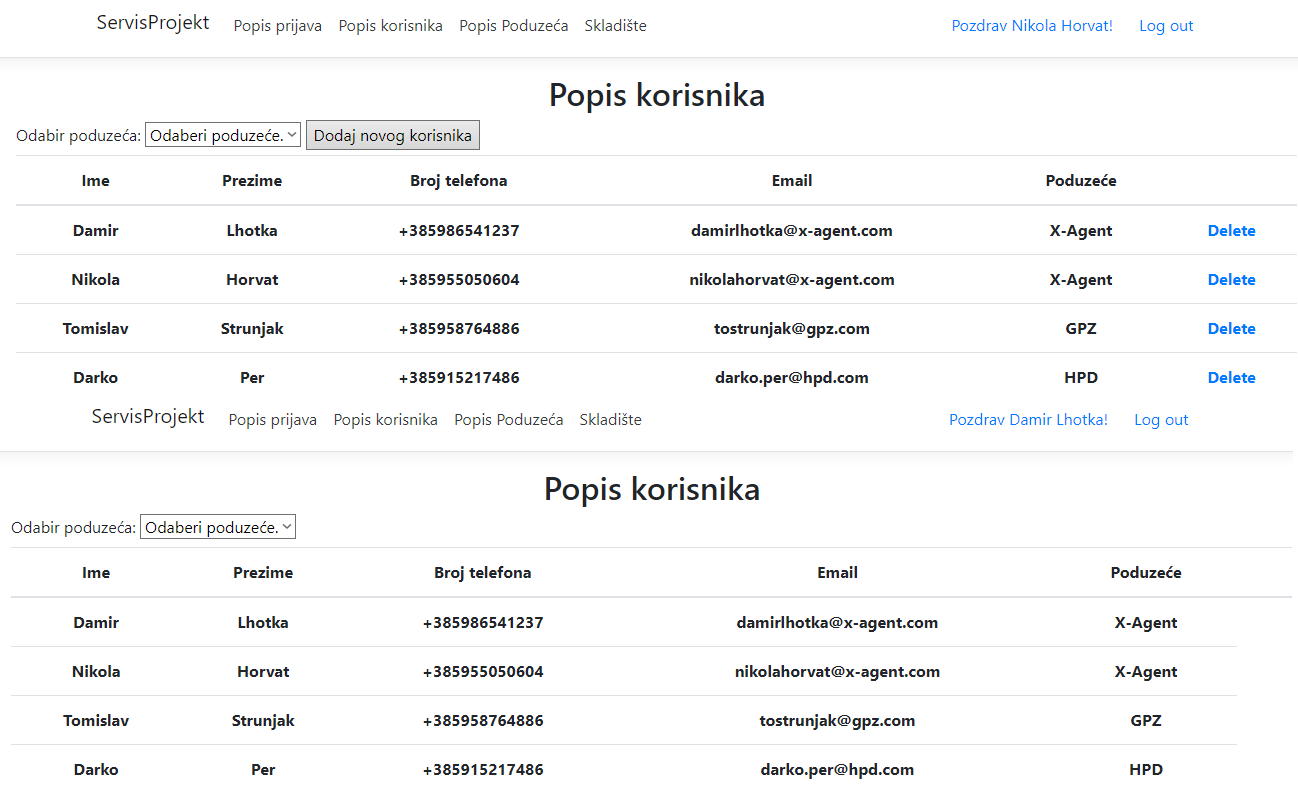 ServisProjekt Popis prijava Popis korisnika Popis Poduzeća Skladište Pozdrav Nikola Horvat! Log out
Popis korisnika
Odabir poduzeća: Odaberi poduzeće. Dodaj novog korisnika
Ime Prezime Broj telefona Email Poduzeće
Damir Lhotka +385986541237 damirlhotka@x-agent.com X-Agent Delete
Nikola Horvat +385955050604 nikolahorvat@x-agent.com X-Agent Delete
Tomislav Strunjak +385958764886 tostrunjak@gpz.com GPZ Delete
Darko Per +385915217486 darko.per@hpd.com HPD Delete
ServisProjekt Popis prijava Popis korisnika Popis Poduzeća Skladište Pozdrav Damir Lhotka! Log out
Popis korisnika
Odabir poduzeća: Odaberi poduzeće.
Ime Prezime Broj telefona Email Poduzeće
Damir Lhotka +385986541237 damirlhotka@x-agent.com X-Agent
Nikola Horvat +385955050604 nikolahorvat@x-agent.com X-Agent
Tomislav Strunjak +385958764886 tostrunjak@gpz.com GPZ
Darko Per +385915217486 darko.per@hpd.com HPD